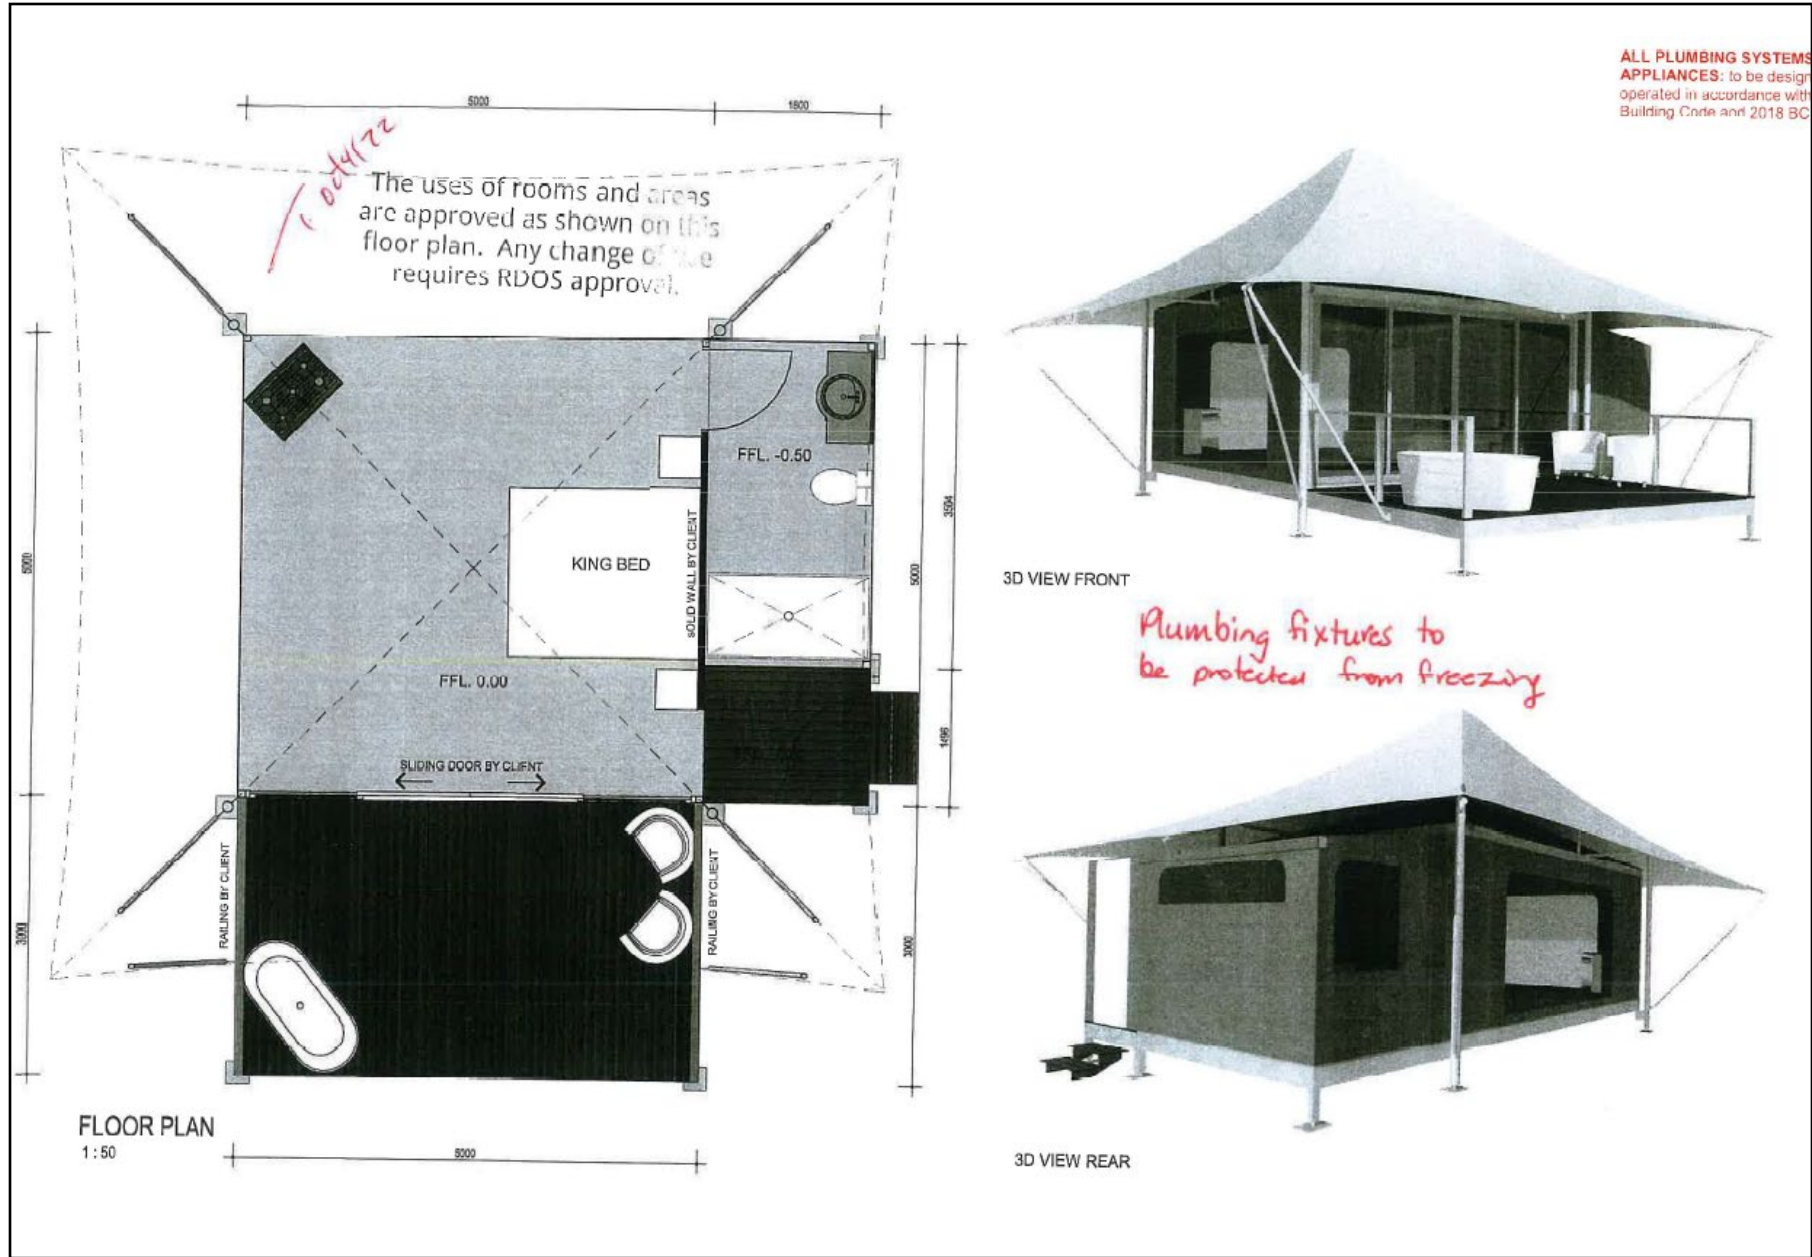 ALL PLUMBING SYSTEMS
APPLIANCES: to be design
operated in accordance with
Building Code and 2018 BC
5000
1800
The uses of rooms and areas
are approved as shown on this
floor plan. Any change of use
requires RDOS approval.
FFL. -0.50
3504
5000
5000
KING BED
SOLID WALL BY CLIENT
3D VIEW FRONT
Plumbing fixtures to
be protected from freezing
FFL. 0.00
1496
SLIDING DOOR BY CLIENT
RAILING BY CLIENT
RAILING BY CLIENT
3000
3000
FLOOR PLAN
1 : 50
5000
3D VIEW REAR